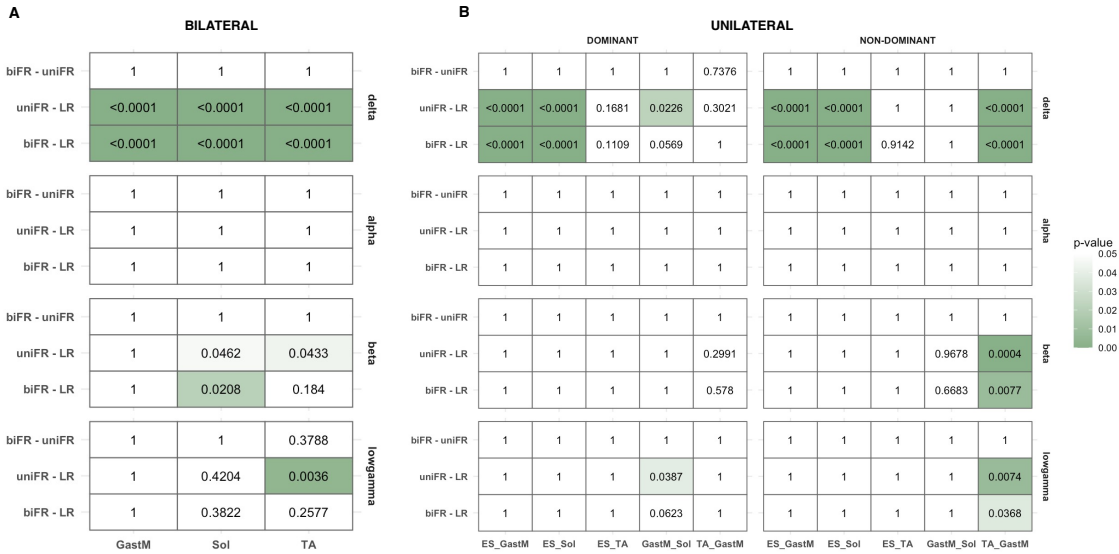 A
BILATERAL
biFR - uniFR 1 1 1
uniFR - LR <0.0001 <0.0001 <0.0001
biFR - LR <0.0001 <0.0001 <0.0001
delta
biFR - uniFR 1 1 1
uniFR - LR 1 1 1
biFR - LR 1 1 1
alpha
biFR - uniFR 1 1 1
uniFR - LR 1 0.0462 0.0433
biFR - LR 1 0.0208 0.184
beta
biFR - uniFR 1 1 0.3788
uniFR - LR 1 0.4204 0.0036
biFR - LR 1 0.3822 0.2577
lowgamma
GastM Sol TA
B
UNILATERAL
DOMINANT NON-DOMINANT
biFR - uniFR 1 1 1 1 0.7376 1 1 1 1 1
uniFR - LR <0.0001 <0.0001 0.1681 0.0226 0.3021 <0.0001 <0.0001 1 1 <0.0001
biFR - LR <0.0001 <0.0001 0.1109 0.0569 1 <0.0001 <0.0001 0.9142 1 <0.0001
delta
biFR - uniFR 1 1 1 1 1 1 1 1 1 1
uniFR - LR 1 1 1 1 1 1 1 1 1 1
biFR - LR 1 1 1 1 1 1 1 1 1 1
alpha
biFR - uniFR 1 1 1 1 1 1 1 1 1 1
uniFR - LR 1 1 1 1 0.2991 1 1 1 0.9678 0.0004
biFR - LR 1 1 1 1 0.578 1 1 1 0.6683 0.0077
beta
biFR - uniFR 1 1 1 1 1 1 1 1 1 1
uniFR - LR 1 1 1 0.0387 1 1 1 1 1 0.0074
biFR - LR 1 1 1 0.0623 1 1 1 1 1 0.0368
lowgamma
ES_GastM ES_Sol ES_TA GastM_Sol TA_GastM ES_GastM ES_Sol ES_TA GastM_Sol TA_GastM
p-value
0.05
0.04
0.03
0.02
0.01
0.00